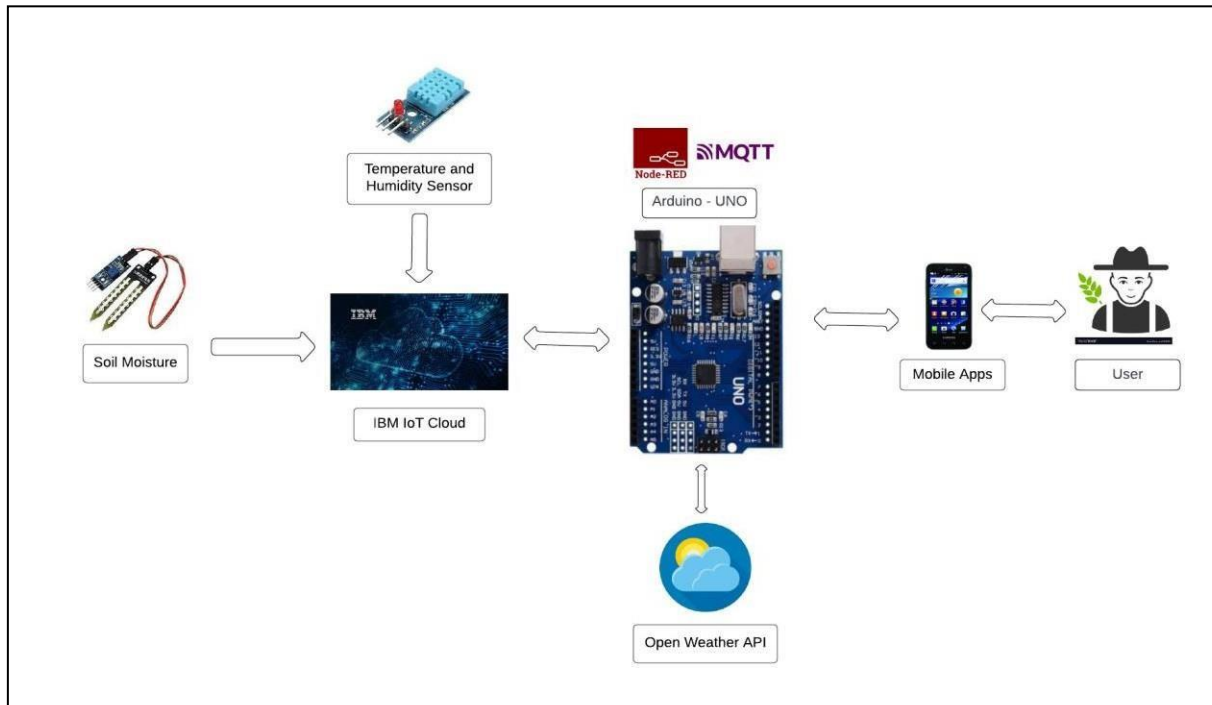 Temperature and
Humidity Sensor
Node-RED
MQTT
Arduino - UNO
IBM
Soil Moisture
IBM IoT Cloud
UNO
Mobile Apps
User
Open Weather API